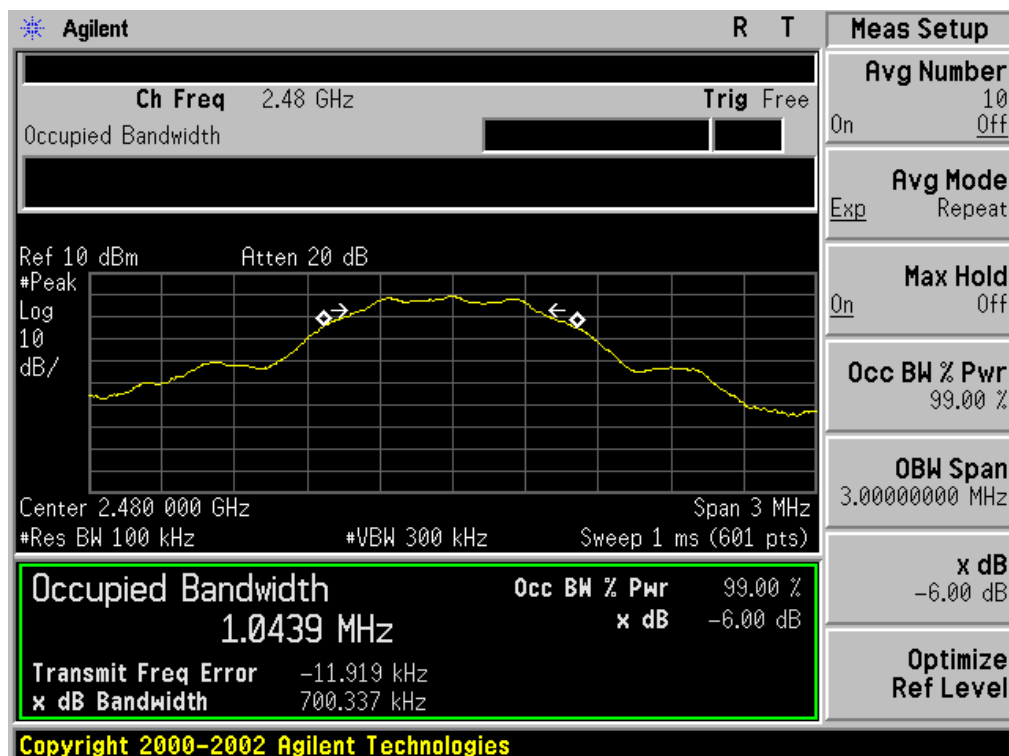 Agilent R T
Meas Setup
Ch Freq 2.48 GHz Trig Free
Occupied Bandwidth
Ref 10 dBm Atten 20 dB
#Peak
Log
10
dB/
Center 2.480 000 GHz Span 3 MHz
#Res BW 100 kHz #VBW 300 kHz Sweep 1 ms (601 pts)
Occupied Bandwidth
1.0439 MHz
Occ BW % Pwr 99.00 %
x dB -6.00 dB
Transmit Freq Error -11.919 kHz
x dB Bandwidth 700.337 kHz
Avg Number
10
On Off
Avg Mode
Exp Repeat
Max Hold
On Off
Occ BW % Pwr
99.00 %
OBW Span
3.00000000 MHz
x dB
-6.00 dB
Optimize
Ref Level
Copyright 2000-2002 Agilent Technologies